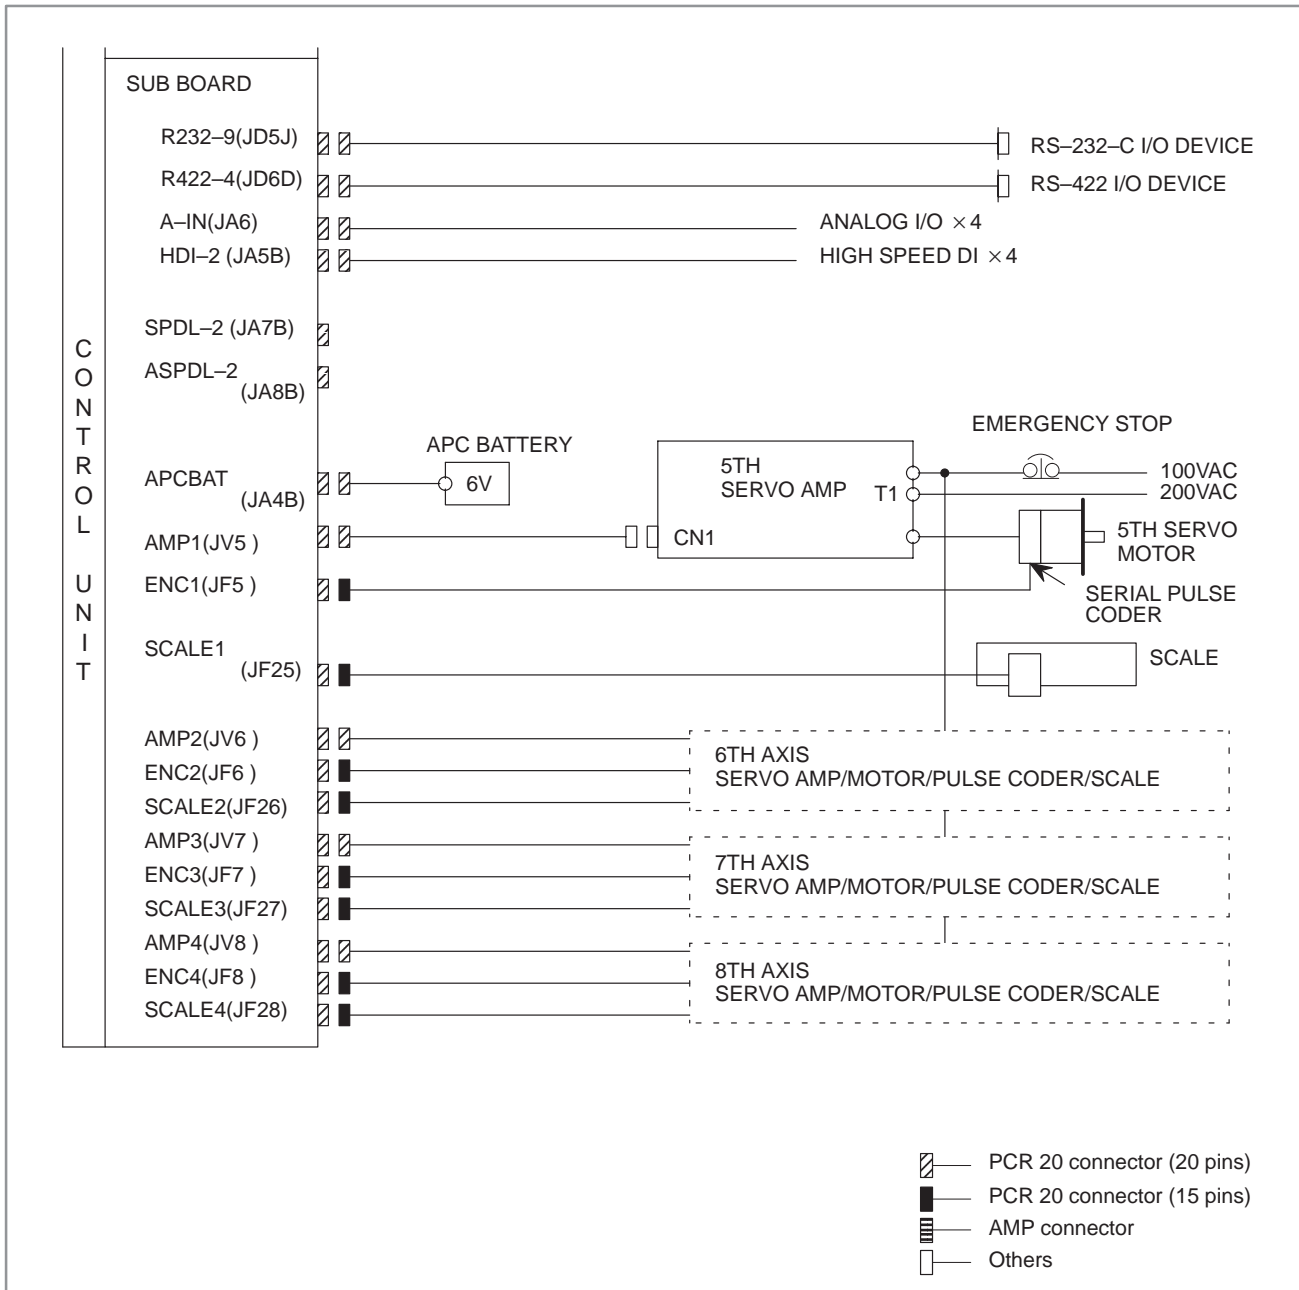 SUB BOARD
R232–9(JD5J)
RS–232–C I/O DEVICE
R422–4(JD6D)
RS–422 I/O DEVICE
A–IN(JA6)
ANALOG I/O ×4
HDI–2 (JA5B)
HIGH SPEED DI ×4
SPDL–2 (JA7B)
ASPDL–2
(JA8B)
CONTROL UNIT
APCBAT
(JA4B)
APC BATTERY
6V
5TH
SERVO AMP
T1
EMERGENCY STOP
100VAC
200VAC
AMP1(JV5 )
CN1
5TH SERVO
MOTOR
ENC1(JF5 )
SERIAL PULSE
CODER
SCALE1
(JF25)
SCALE
AMP2(JV6 )
ENC2(JF6 )
SCALE2(JF26)
6TH AXIS
SERVO AMP/MOTOR/PULSE CODER/SCALE
AMP3(JV7 )
ENC3(JF7 )
SCALE3(JF27)
7TH AXIS
SERVO AMP/MOTOR/PULSE CODER/SCALE
AMP4(JV8 )
ENC4(JF8 )
SCALE4(JF28)
8TH AXIS
SERVO AMP/MOTOR/PULSE CODER/SCALE
PCR 20 connector (20 pins)
PCR 20 connector (15 pins)
AMP connector
Others